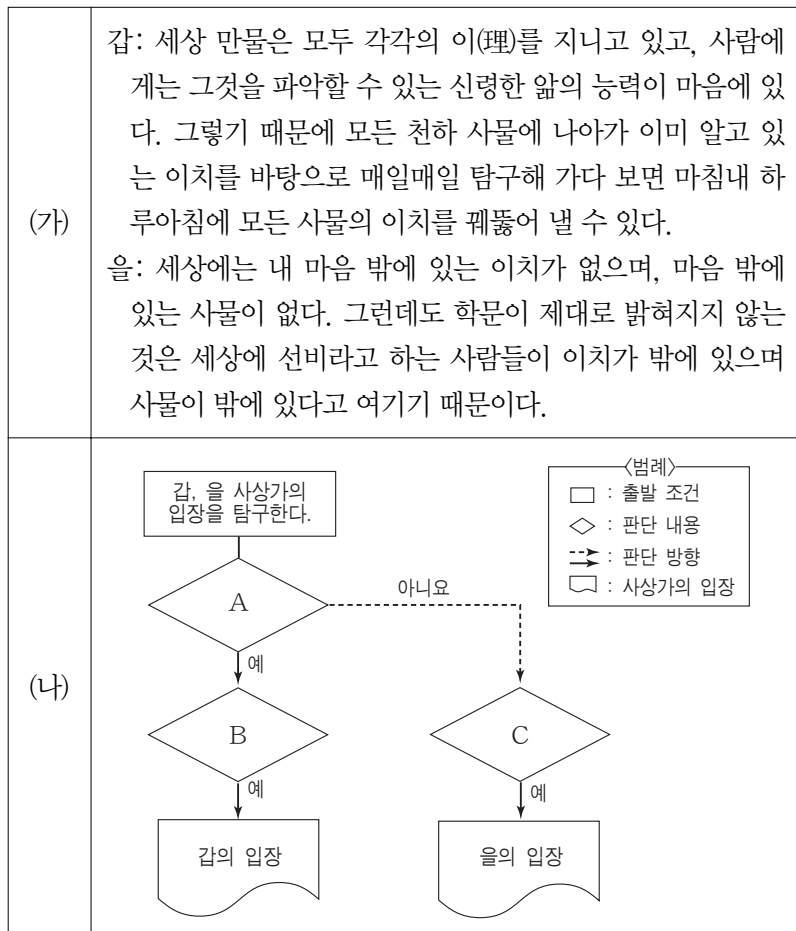 (가)
갑: 세상 만물은 모두 각각의 이(理)를 지니고 있고, 사람에
게는 그것을 파악할 수 있는 신령한 앎의 능력이 마음에 있
다. 그렇기 때문에 모든 천하 사물에 나아가 이미 알고 있
는 이치를 바탕으로 매일매일 탐구해 가다 보면 마침내 하
루아침에 모든 사물의 이치를 꿰뚫어 낼 수 있다.
을: 세상에는 내 마음 밖에 있는 이치가 없으며, 마음 밖에
있는 사물이 없다. 그런데도 학문이 제대로 밝혀지지 않는
것은 세상에 선비라고 하는 사람들이 이치가 밖에 있으며
사물이 밖에 있다고 여기기 때문이다.
(나)
갑, 을 사상가의
입장을 탐구한다.
〈범례〉
: 출발 조건
: 판단 내용
: 판단 방향
: 사상가의 입장
A
아니요
예
B
C
예
예
갑의 입장
을의 입장